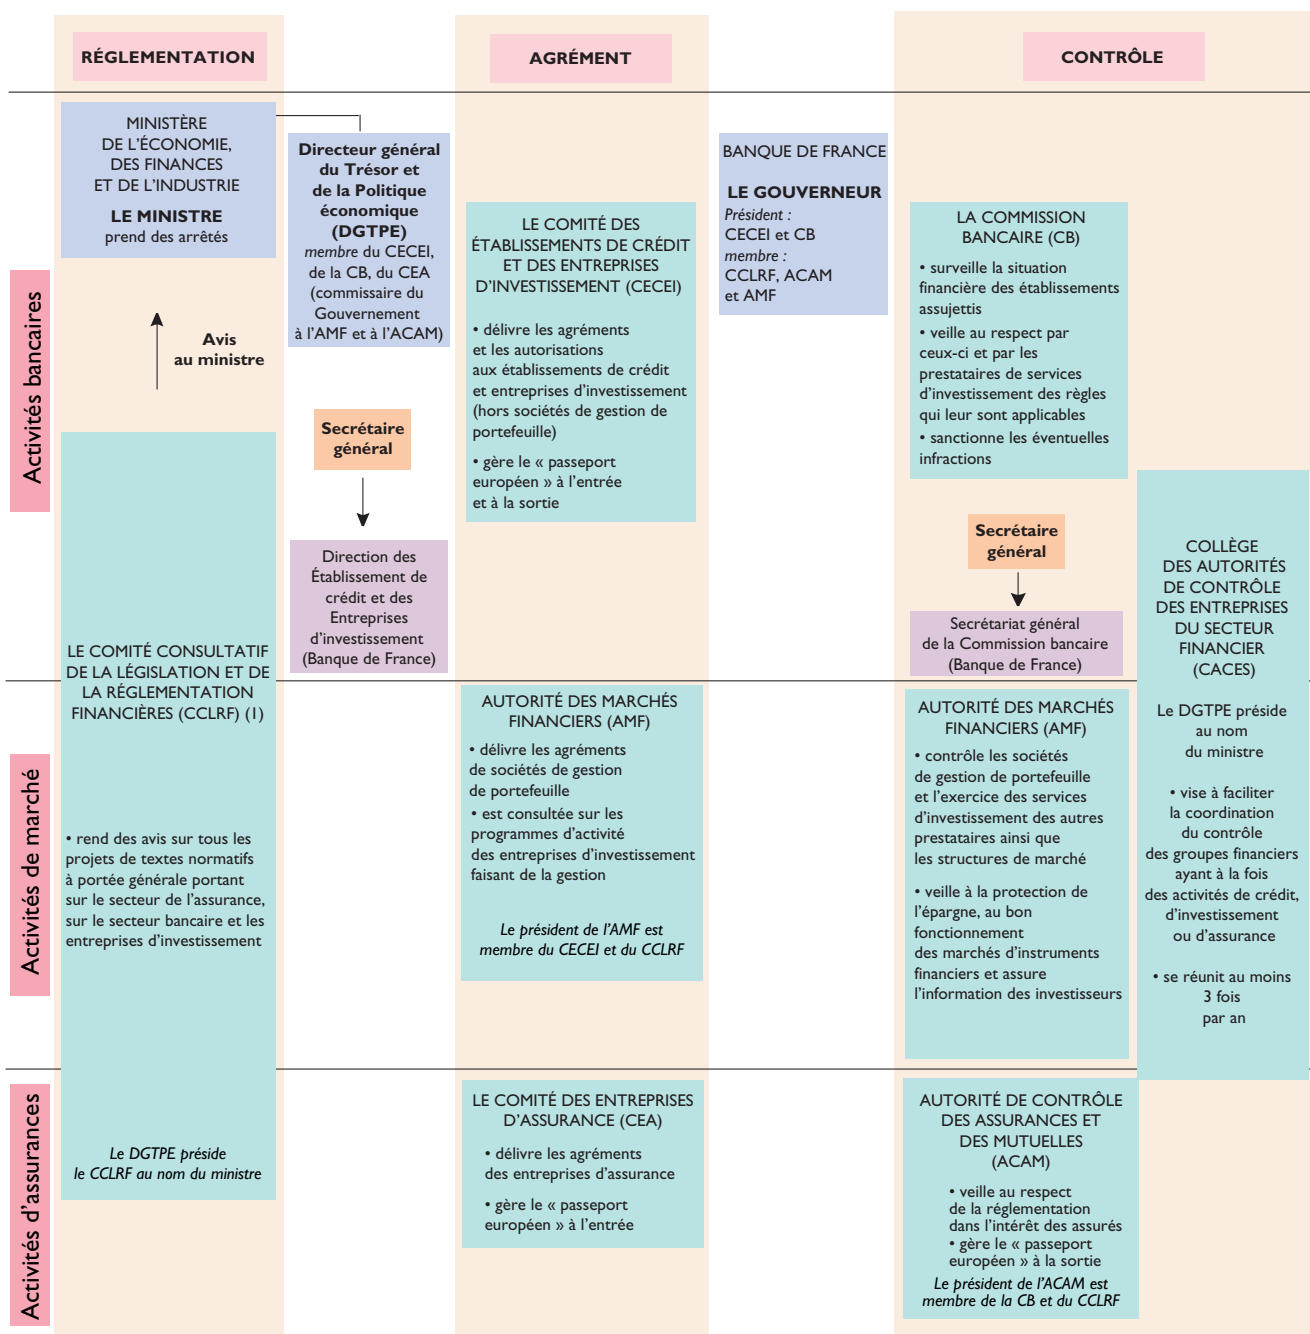 RÉGLEMENTATION
AGRÉMENT
CONTRÔLE
Activités bancaires
MINISTÈRE
DE L’ÉCONOMIE,
DES FINANCES
ET DE L’INDUSTRIE
LE MINISTRE
prend des arrêtés
Avis
au ministre
Directeur général
du Trésor et
de la Politique
économique
(DGTPE)
membre du CECEI,
de la CB, du CEA
(commissaire du
Gouvernement
à l’AMF et à l’ACAM)
Secrétaire
général
Direction des
Établissement de
crédit et des
Entreprises
d’investissement
(Banque de France)
LE COMITÉ DES
ÉTABLISSEMENTS DE CRÉDIT
ET DES ENTREPRISES
D’INVESTISSEMENT (CECEI)
• délivre les agréments
et les autorisations
aux établissements de crédit
et entreprises d’investissement
(hors sociétés de gestion de
portefeuille)
• gère le « passeport
européen » à l’entrée
et à la sortie
BANQUE DE FRANCE
LE GOUVERNEUR
Président :
CECEI et CB
membre :
CCLRF, ACAM
et AMF
LA COMMISSION
BANCAIRE (CB)
• surveille la situation
financière des établissements
assujettis
• veille au respect par
ceux-ci et par les
prestataires de services
d’investissement des règles
qui leur sont applicables
• sanctionne les éventuelles
infractions
Secrétaire
général
Secrétariat général
de la Commission bancaire
(Banque de France)
COLLÈGE
DES AUTORITÉS
DE CONTRÔLE
DES ENTREPRISES
DU SECTEUR
FINANCIER
(CACES)
Le DGTPE préside
au nom
du ministre
• vise à faciliter
la coordination
du contrôle
des groupes financiers
ayant à la fois
des activités de crédit,
d’investissement
ou d’assurance
• se réunit au moins
3 fois
par an
LE COMITÉ CONSULTATIF
DE LA LÉGISLATION ET DE
LA RÉGLEMENTATION
FINANCIÈRES (CCLRF) (1)
• rend des avis sur tous les
projets de textes normatifs
à portée générale portant
sur le secteur de l’assurance,
sur le secteur bancaire et les
entreprises d’investissement
Le DGTPE préside
le CCLRF au nom du ministre
Activités de marché
AUTORITÉ DES MARCHÉS
FINANCIERS (AMF)
• délivre les agréments
de sociétés de gestion
de portefeuille
• est consultée sur les
programmes d’activité
des entreprises d’investissement
faisant de la gestion
Le président de l’AMF est
membre du CECEI et du CCLRF
AUTORITÉ DES MARCHÉS
FINANCIERS (AMF)
• contrôle les sociétés
de gestion de portefeuille
et l’exercice des services
d’investissement des autres
prestataires ainsi que
les structures de marché
• veille à la protection de
l’épargne, au bon
fonctionnement
des marchés d’instruments
financiers et assure
l’information des investisseurs
Activités d’assurances
LE COMITÉ DES ENTREPRISES
D’ASSURANCE (CEA)
• délivre les agréments
des entreprises d’assurance
• gère le « passeport
européen » à l’entrée
AUTORITÉ DE CONTRÔLE
DES ASSURANCES ET
DES MUTUELLES
(ACAM)
• veille au respect
de la réglementation
dans l’intérêt des assurés
• gère le « passeport
européen » à la sortie
Le président de l’ACAM est
membre de la CB et du CCLRF